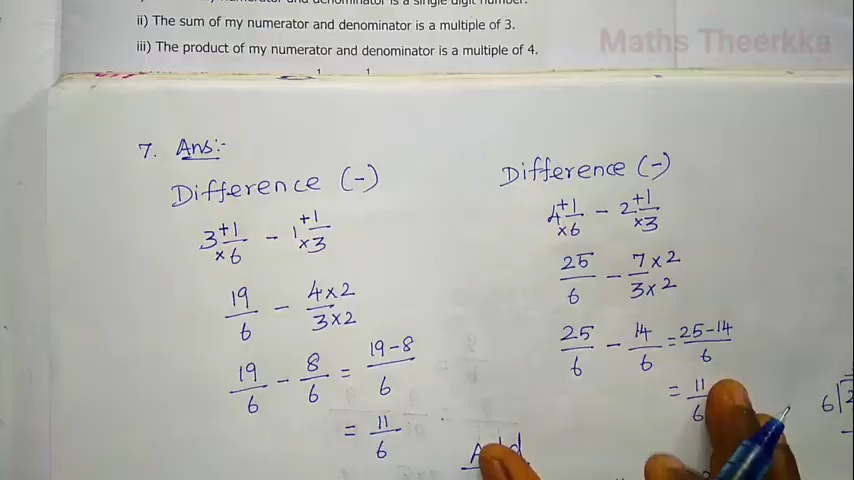 ii) The sum of my numerator and denominator is a multiple of 3.
iii) The product of my numerator and denominator is a multiple of 4.
Maths Theerkka
7. Ans:-
Difference (-)
3 +1/×6 - 1 +1/×3
19/6 - 4×2/3×2
19/6 - 8/6 = 19-8/6
= 11/6
Difference (-)
4 +1/×6 - 2 +1/×3
25/6 - 7×2/3×2
25/6 - 14/6 = 25-14/6
= 11/6
6